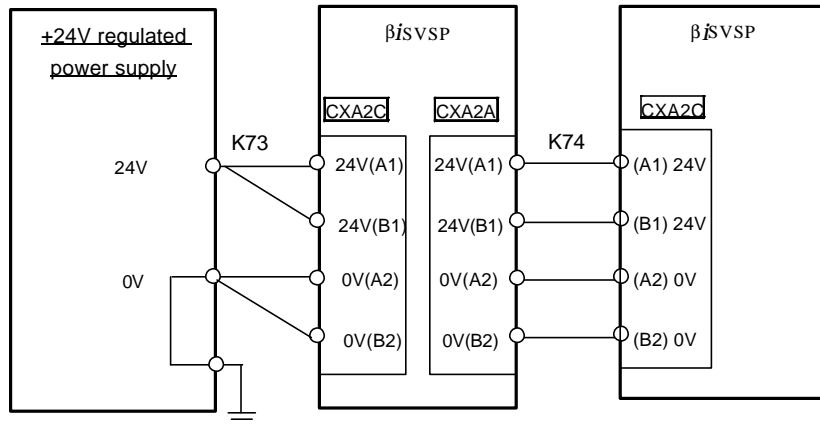 +24V regulated
power supply
24V
0V
K73
βiSVSP
CXA2C
CXA2A
24V(A1)
24V(B1)
0V(A2)
0V(B2)
24V(A1)
24V(B1)
0V(A2)
0V(B2)
K74
βiSVSP
CXA2C
(A1) 24V
(B1) 24V
(A2) 0V
(B2) 0V